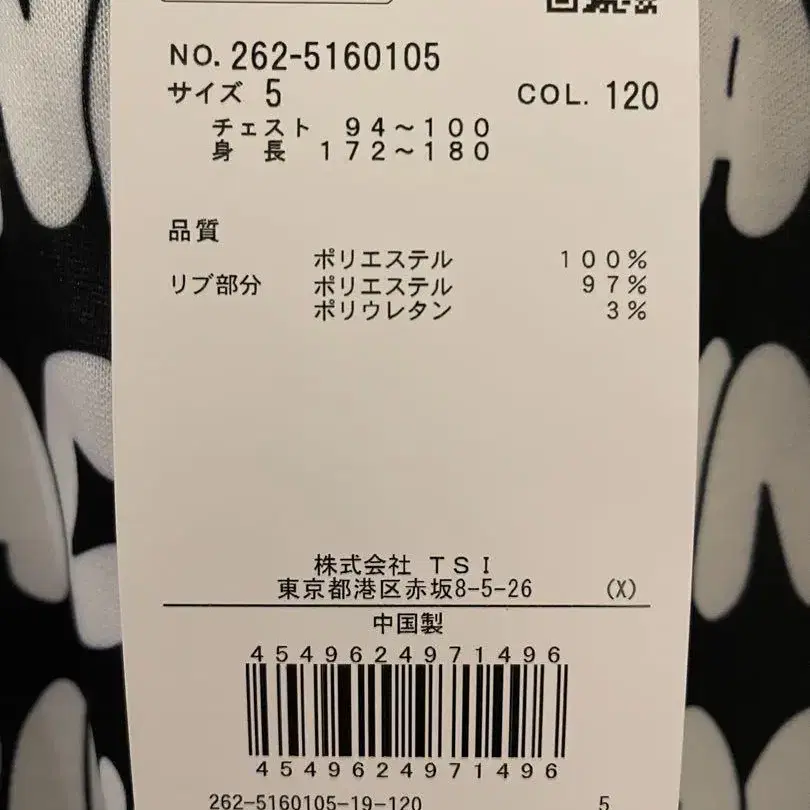 NO. 262-5160105
サイズ 5 COL. 120
チェスト 94～100
身 長 172～180
品質
ポリエステル 100%
リブ部分 ポリエステル 97%
ポリウレタン 3%
株式会社 TSI
東京都港区赤坂8-5-26 (X)
中国製
4549624971496
4549624971496
262-5160105-19-120 5